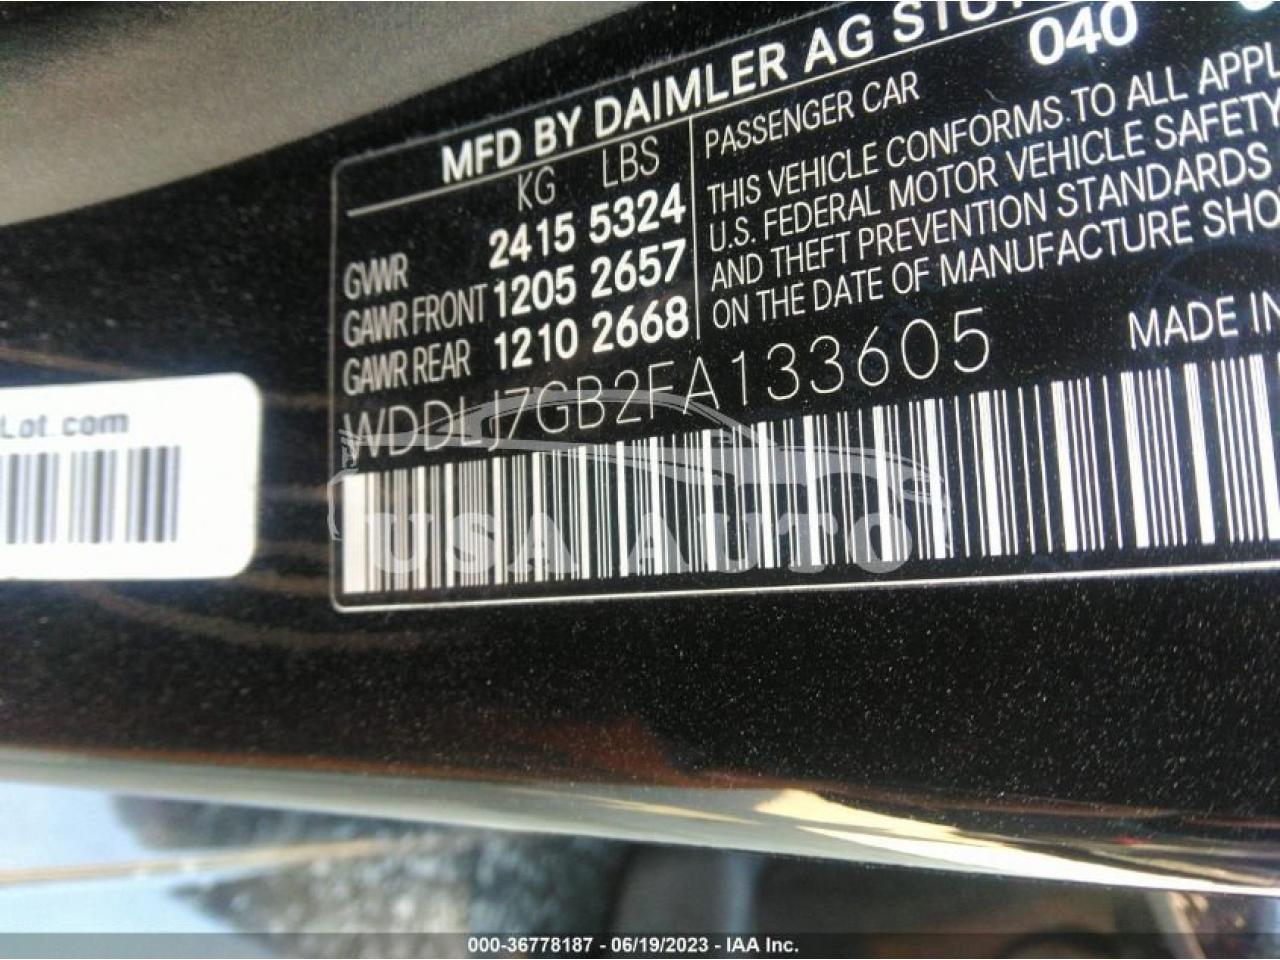 MFD BY DAIMLER AG
040
KG LBS
GVWR 2415 5324
GAWR FRONT 1205 2657
GAWR REAR 1210 2668
PASSENGER CAR
THIS VEHICLE CONFORMS TO ALL
U.S. FEDERAL MOTOR VEHICLE SAFETY
AND THEFT PREVENTION STANDARDS
ON THE DATE OF MANUFACTURE
WDDLJ7GB2FA133605
MADE IN
Lot.com
USA AUTO
000-36778187 - 06/19/2023 - IAA Inc.